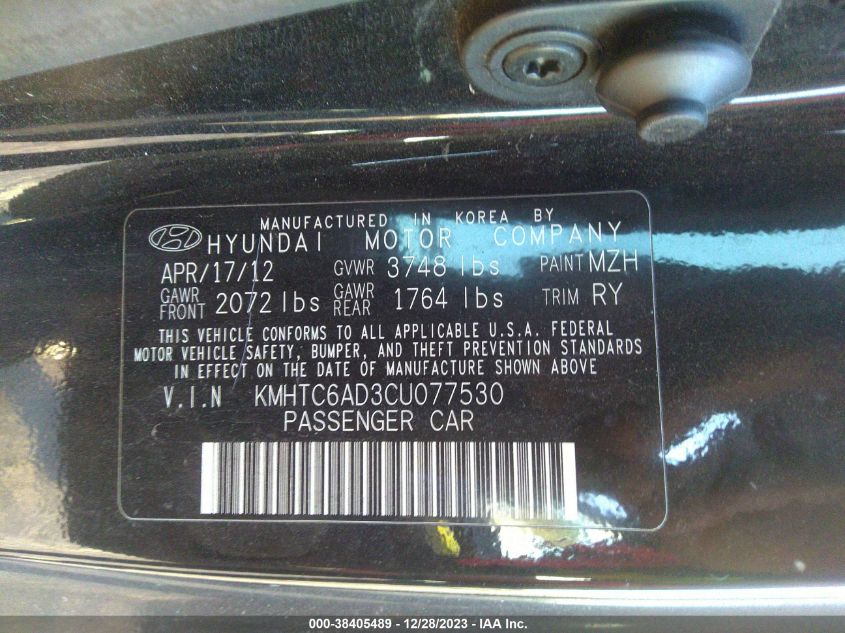 MANUFACTURED IN KOREA BY
HYUNDAI MOTOR COMPANY
APR/17/12 GVWR 3748 lbs PAINT MZH
GAWR FRONT 2072 lbs GAWR REAR 1764 lbs TRIM RY
THIS VEHICLE CONFORMS TO ALL APPLICABLE U.S.A. FEDERAL
MOTOR VEHICLE SAFETY, BUMPER, AND THEFT PREVENTION STANDARDS
IN EFFECT ON THE DATE OF MANUFACTURE SHOWN ABOVE
V.I.N KMHTC6AD3CU077530
PASSENGER CAR
000-38405489 - 12/28/2023 - IAA Inc.